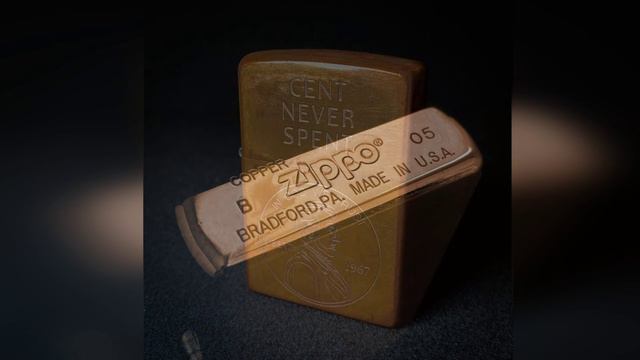 CENT
NEVER
SPENT
COPPER zippo® 05
B BRADFORD,PA. MADE IN U.S.A.
1967